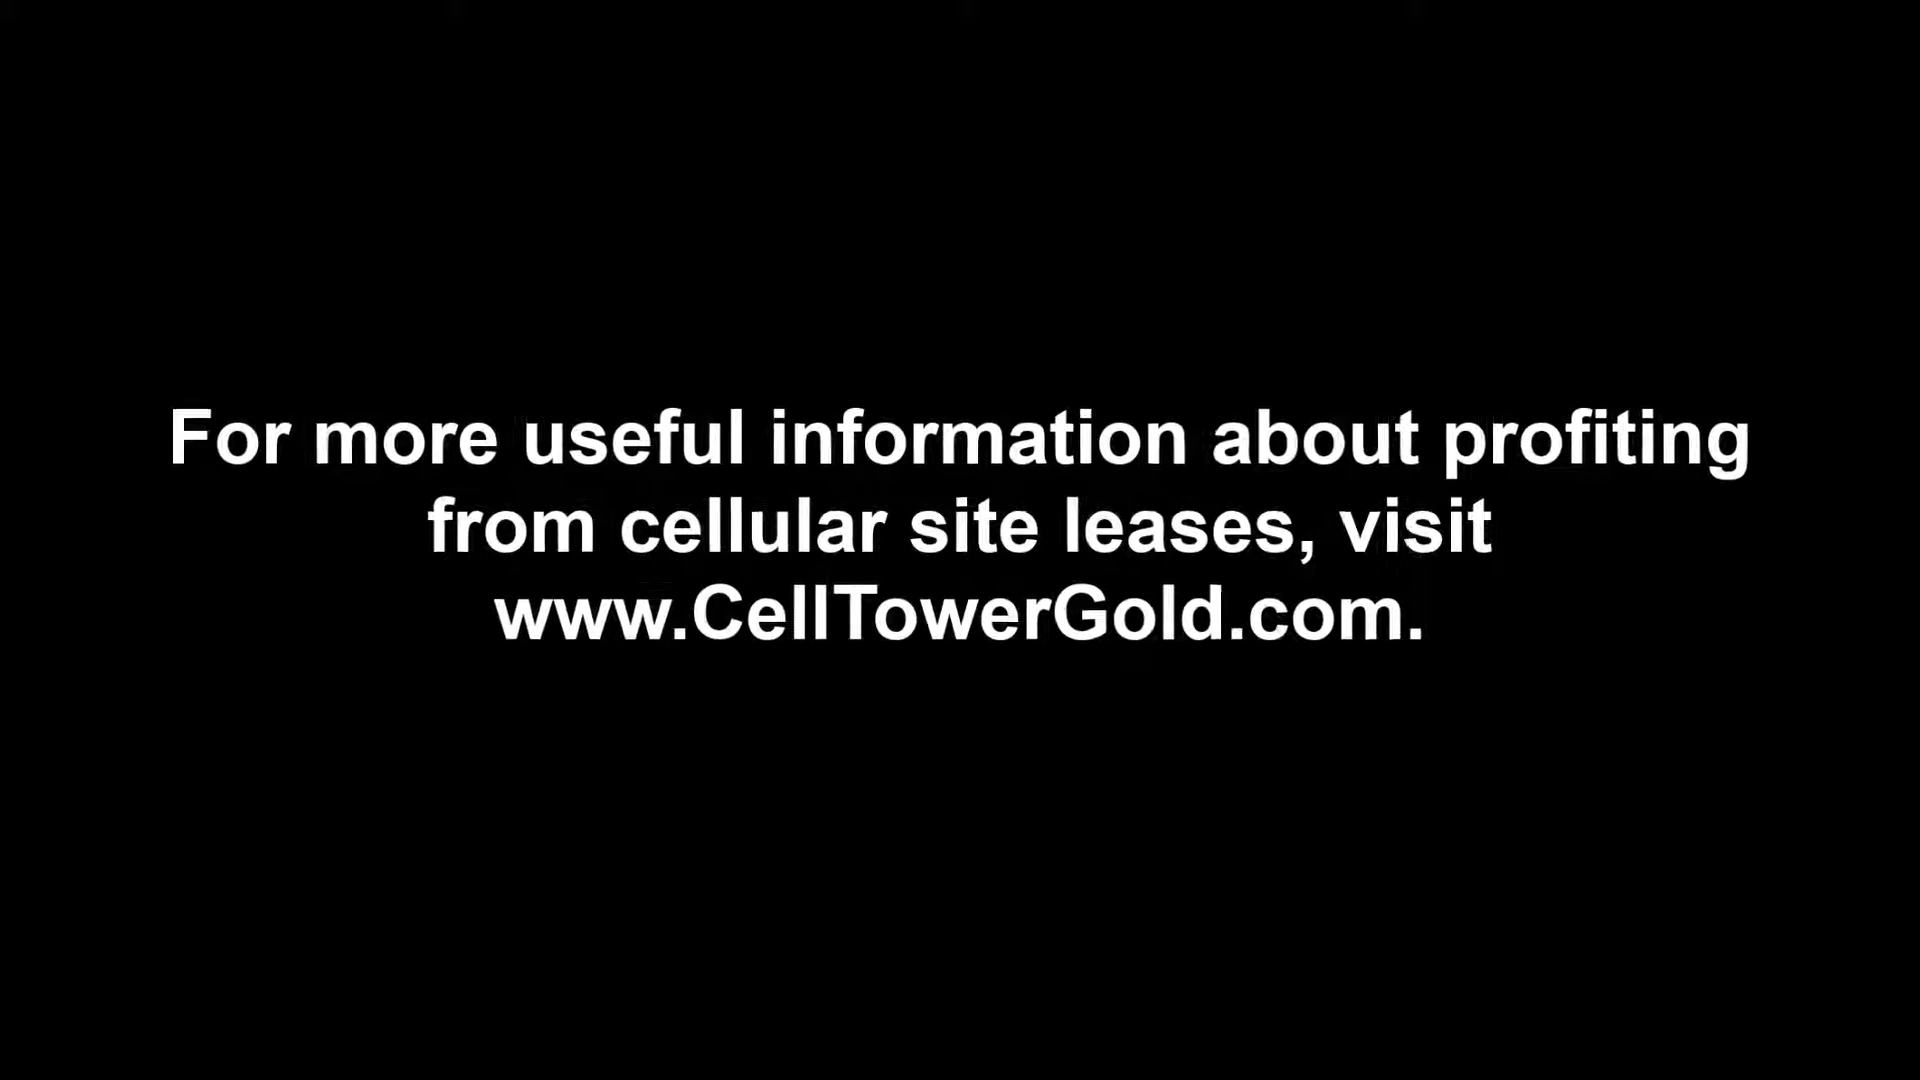 For more useful information about profiting
from cellular site leases, visit
www.CellTowerGold.com.